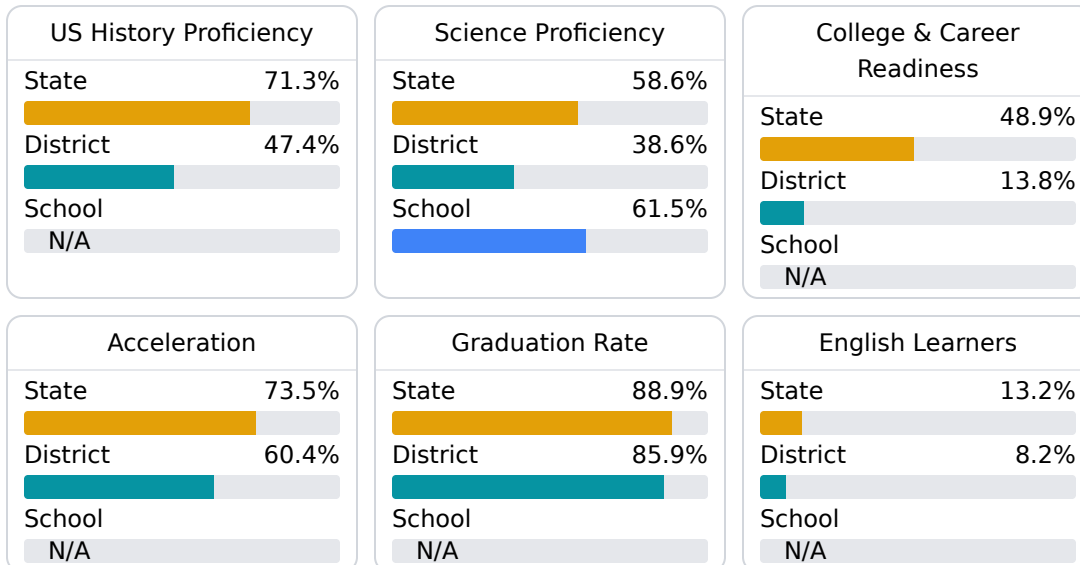 US History Proficiency
State 71.3%
District 47.4%
School
N/A
Science Proficiency
State 58.6%
District 38.6%
School 61.5%
College & Career
Readiness
State 48.9%
District 13.8%
School
N/A
Acceleration
State 73.5%
District 60.4%
School
N/A
Graduation Rate
State 88.9%
District 85.9%
School
N/A
English Learners
State 13.2%
District 8.2%
School
N/A